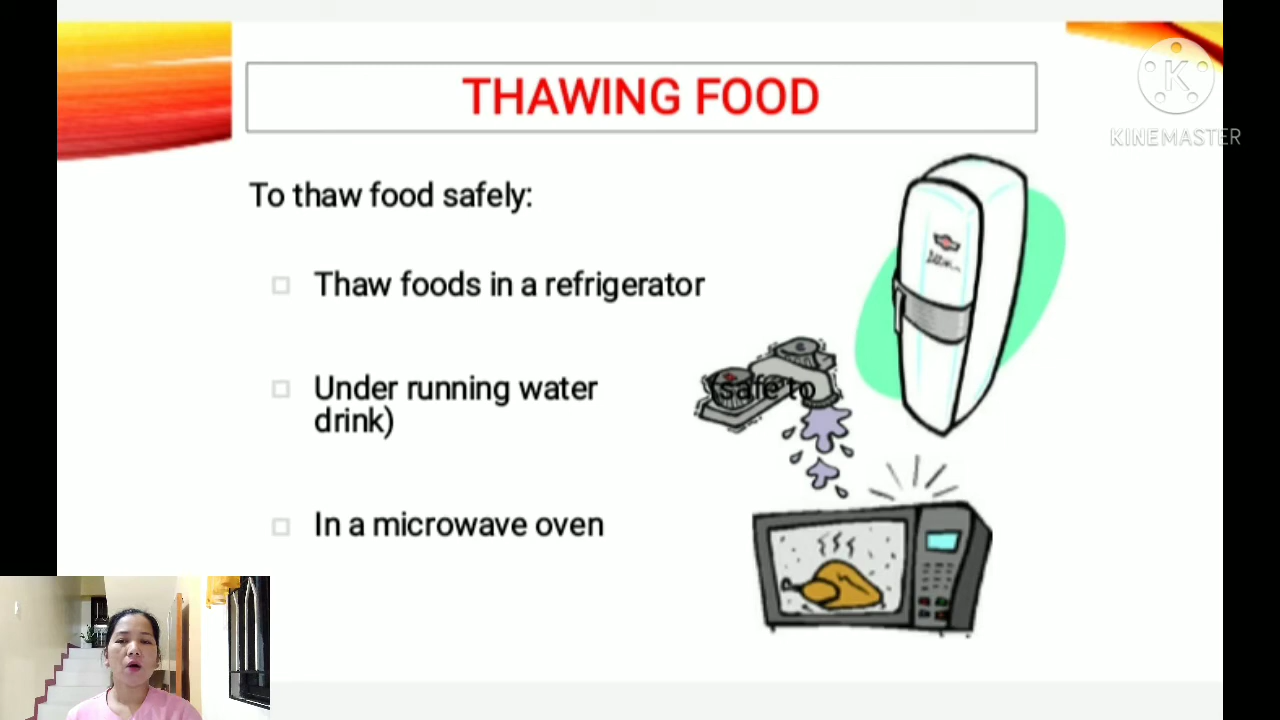 THAWING FOOD
K
KINEMASTER
To thaw food safely:
Thaw foods in a refrigerator
Under running water (safe to
drink)
In a microwave oven